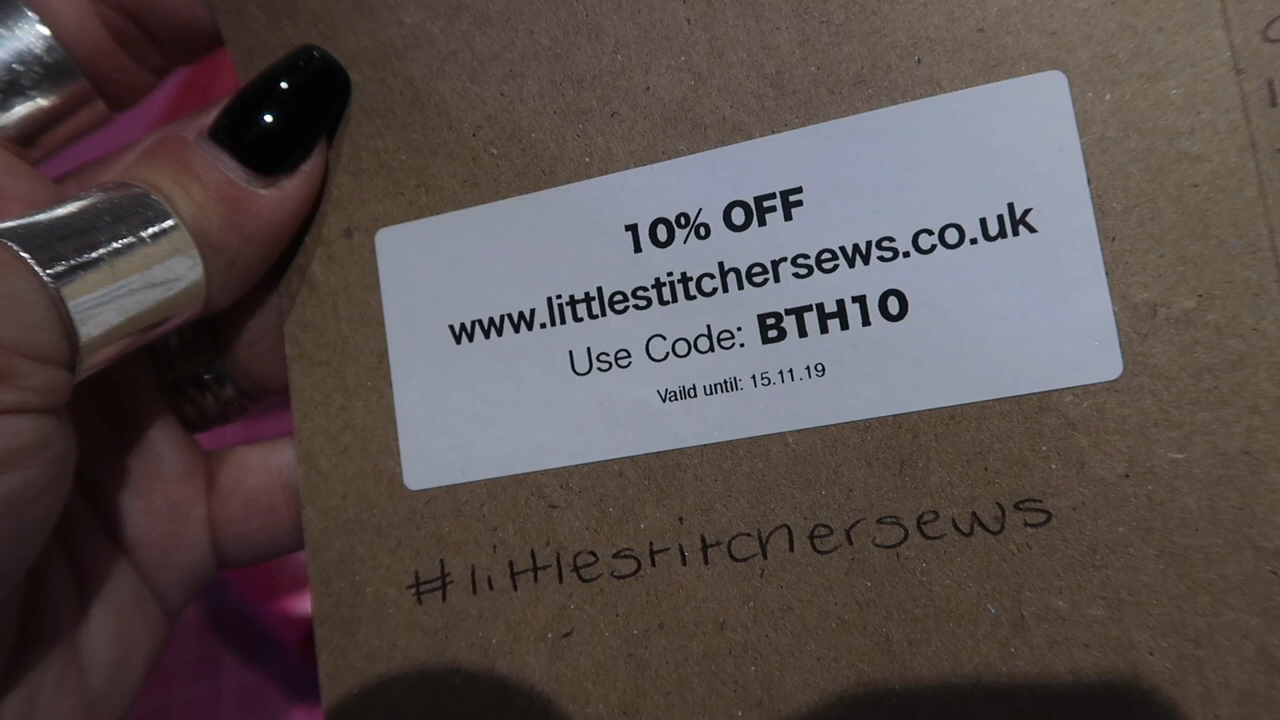 10% OFF
www.littlestitchersews.co.uk
Use Code: BTH10
Vaild until: 15.11.19
#littlestitchersews